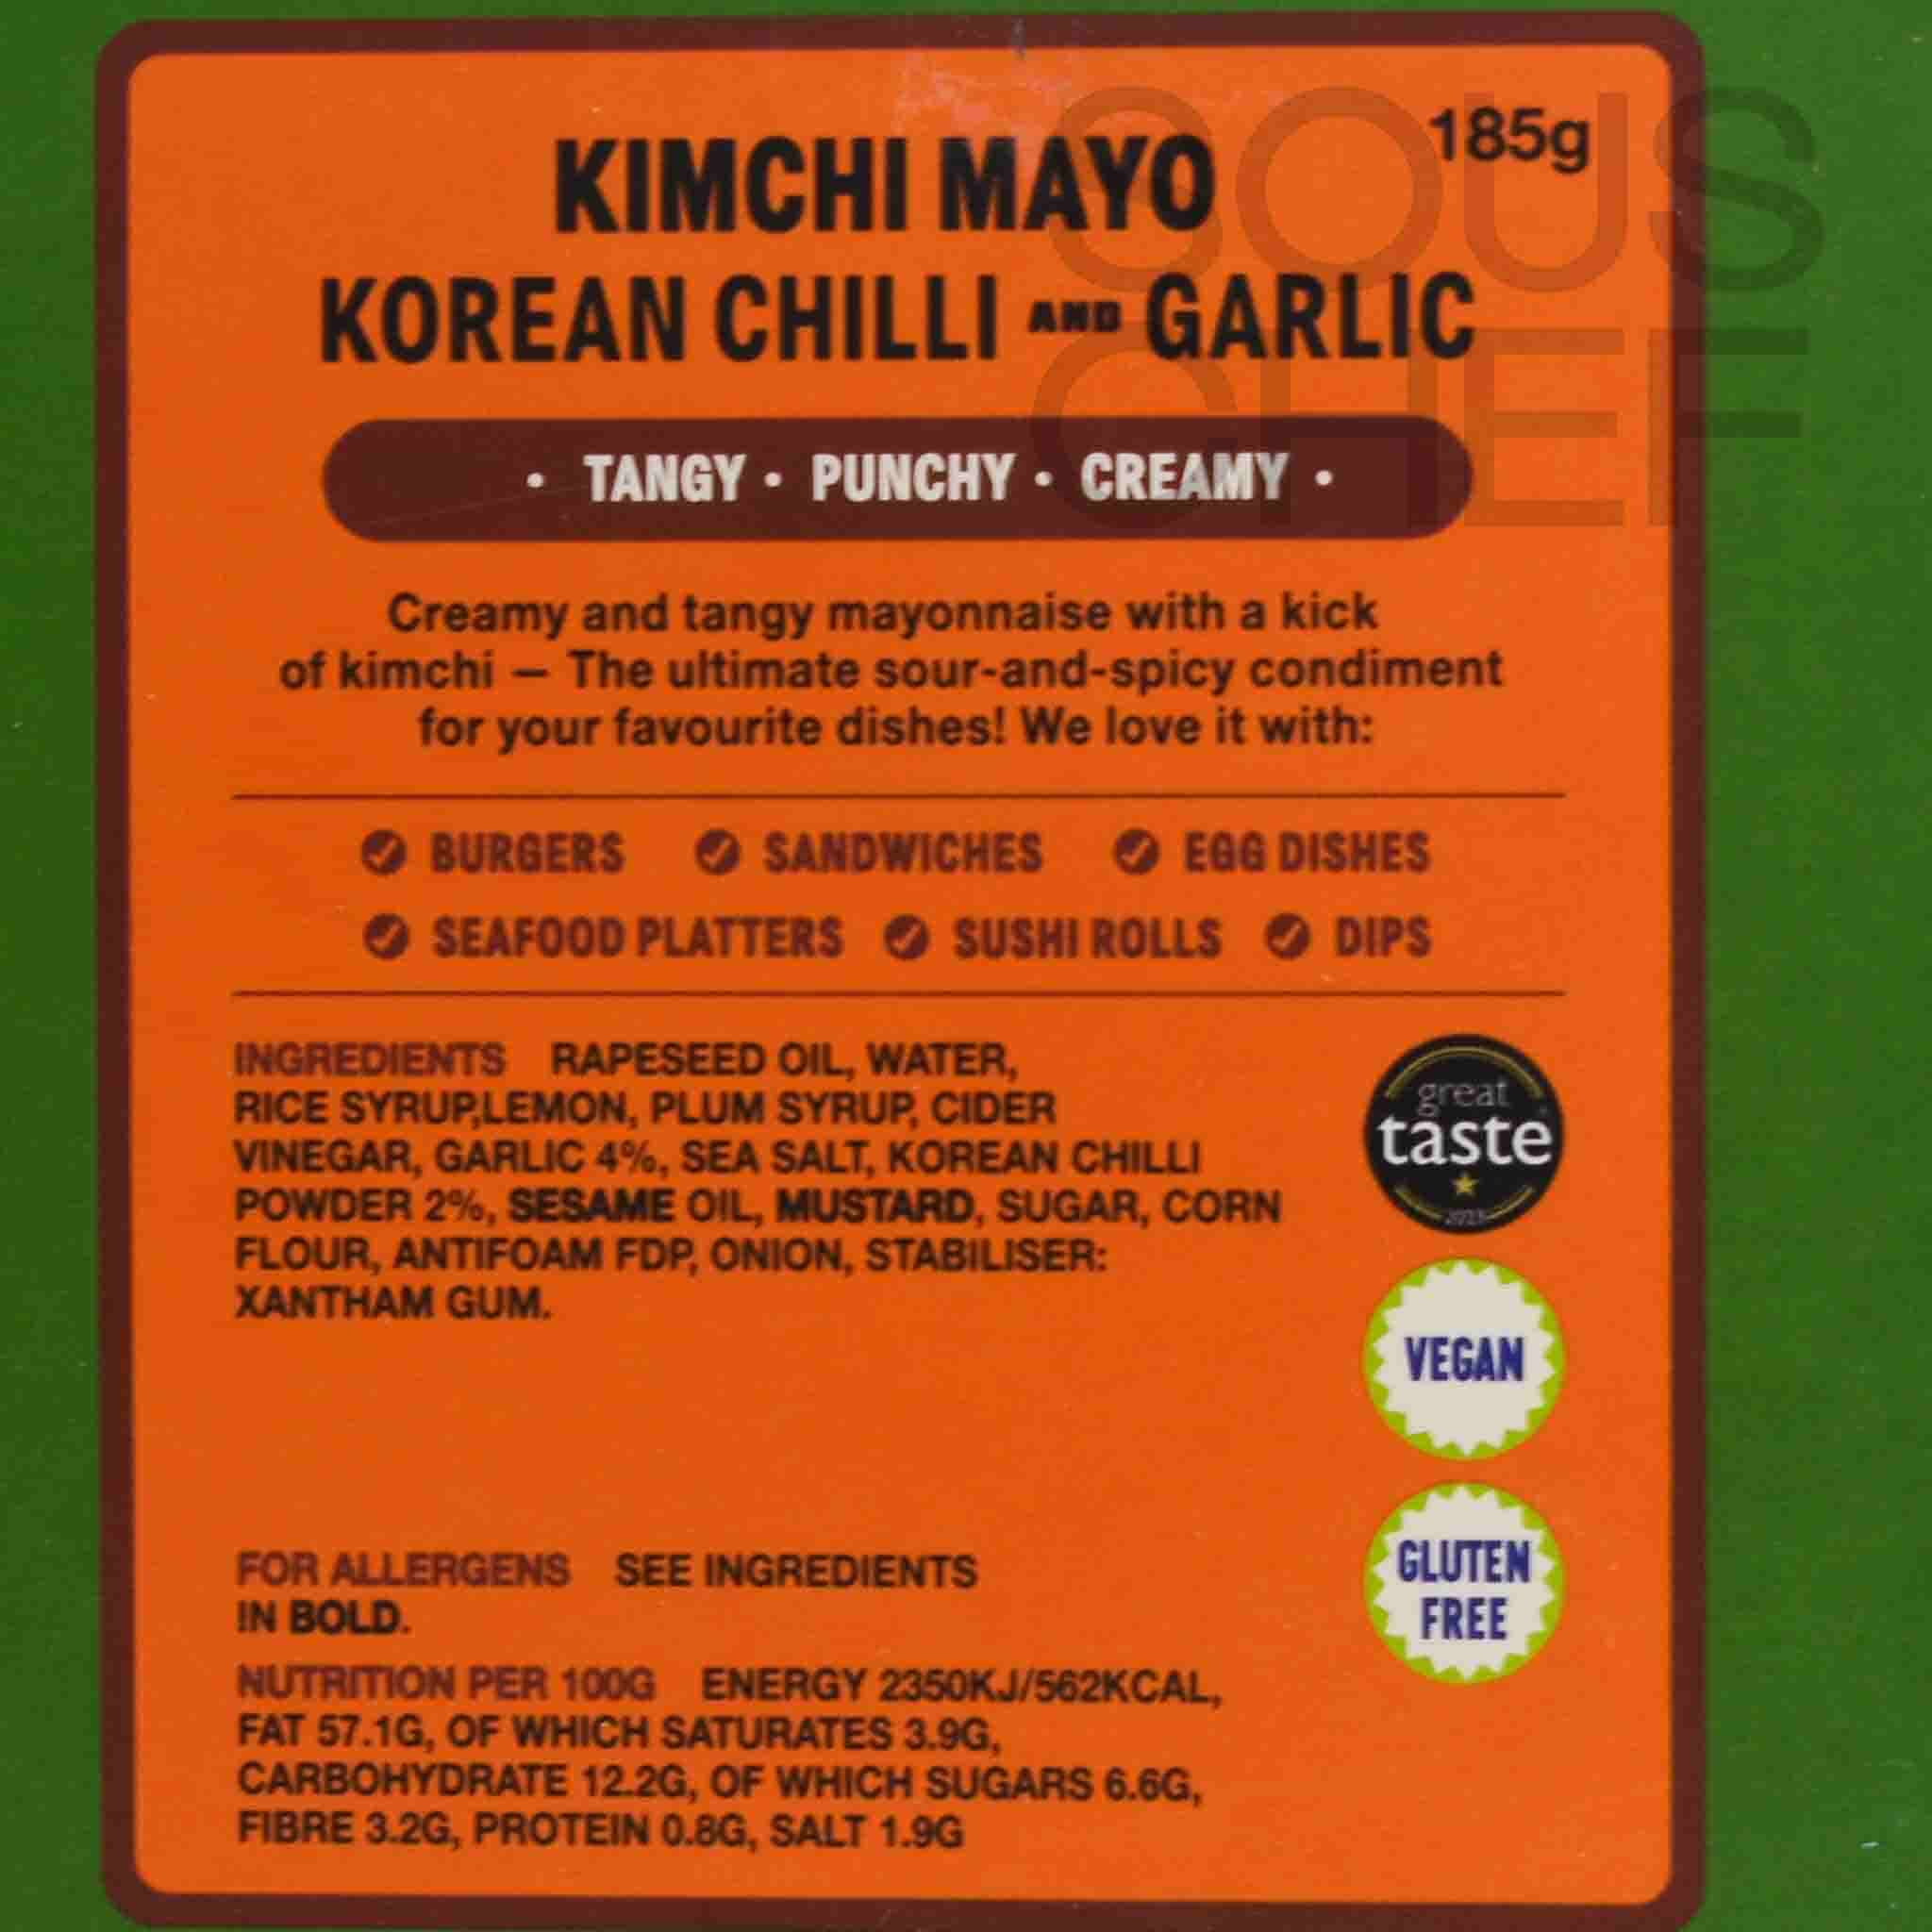 185g
KIMCHI MAYO
KOREAN CHILLI AND GARLIC
SOUS
CHEF
· TANGY · PUNCHY · CREAMY ·
Creamy and tangy mayonnaise with a kick
of kimchi — The ultimate sour-and-spicy condiment
for your favourite dishes! We love it with:
BURGERS SANDWICHES EGG DISHES
SEAFOOD PLATTERS SUSHI ROLLS DIPS
INGREDIENTS RAPESEED OIL, WATER,
RICE SYRUP,LEMON, PLUM SYRUP, CIDER
VINEGAR, GARLIC 4%, SEA SALT, KOREAN CHILLI
POWDER 2%, SESAME OIL, MUSTARD, SUGAR, CORN
FLOUR, ANTIFOAM FDP, ONION, STABILISER:
XANTHAM GUM.
great
taste
VEGAN
GLUTEN
FREE
FOR ALLERGENS SEE INGREDIENTS
IN BOLD.
NUTRITION PER 100G ENERGY 2350KJ/562KCAL,
FAT 57.1G, OF WHICH SATURATES 3.9G,
CARBOHYDRATE 12.2G, OF WHICH SUGARS 6.6G,
FIBRE 3.2G, PROTEIN 0.8G, SALT 1.9G